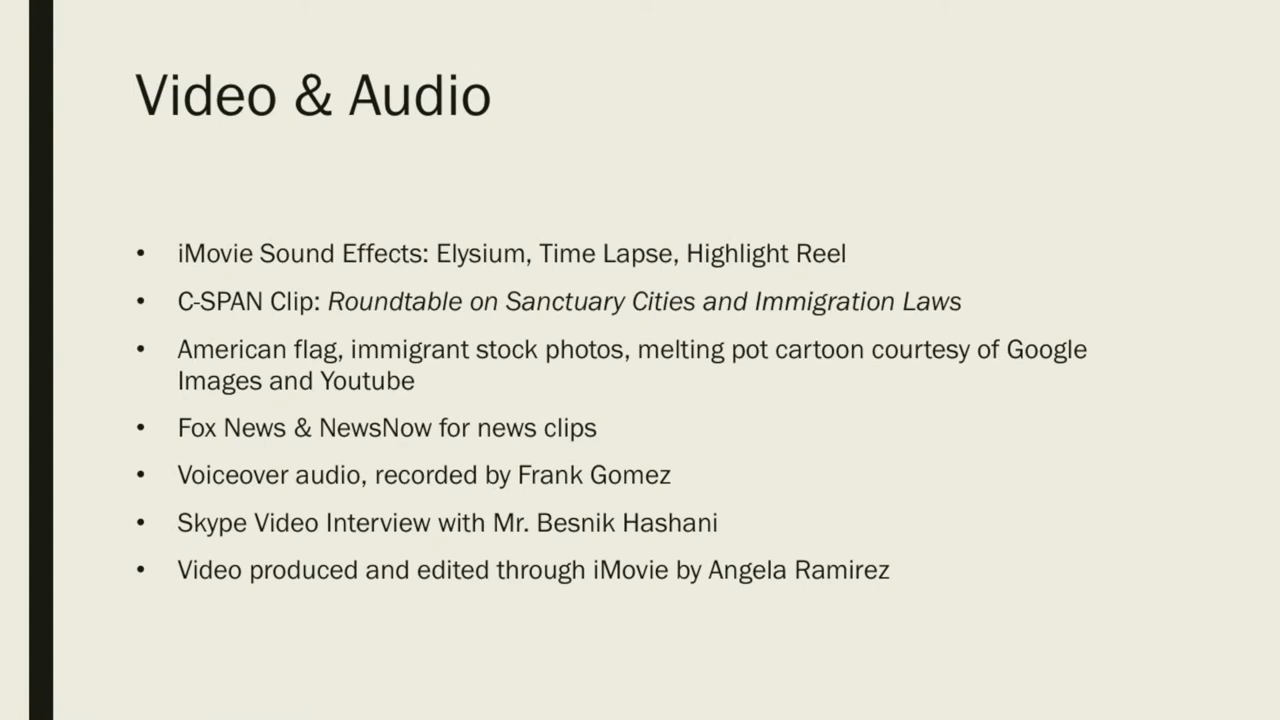 Video & Audio
• iMovie Sound Effects: Elysium, Time Lapse, Highlight Reel
• C-SPAN Clip: Roundtable on Sanctuary Cities and Immigration Laws
• American flag, immigrant stock photos, melting pot cartoon courtesy of Google
Images and Youtube
• Fox News & NewsNow for news clips
• Voiceover audio, recorded by Frank Gomez
• Skype Video Interview with Mr. Besnik Hashani
• Video produced and edited through iMovie by Angela Ramirez